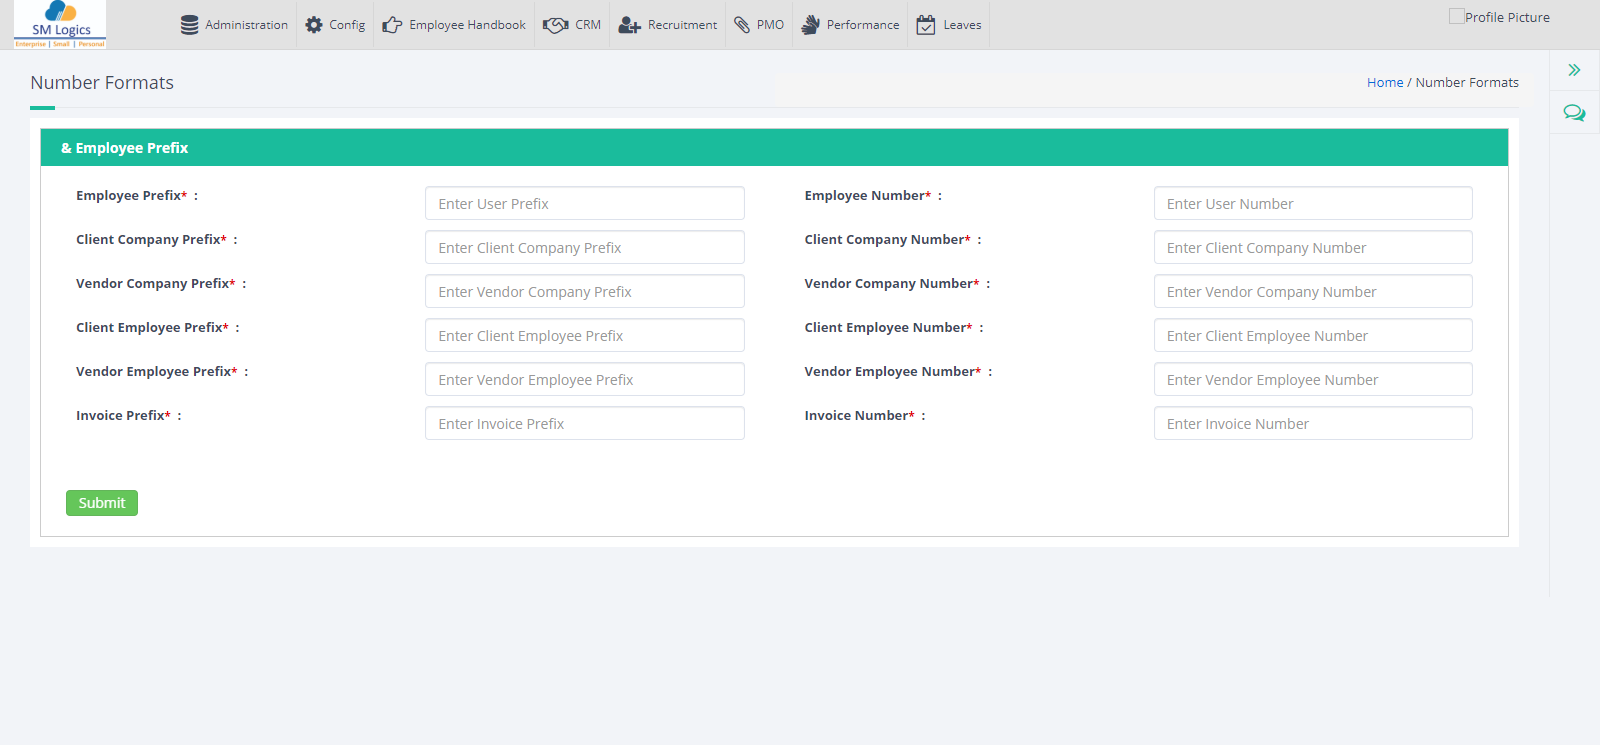 SM Logics
Enterprise | Small | Personal
Administration Config Employee Handbook CRM Recruitment PMO Performance Leaves Profile Picture
Number Formats Home / Number Formats
& Employee Prefix
Employee Prefix* : Enter User Prefix Employee Number* : Enter User Number
Client Company Prefix* : Enter Client Company Prefix Client Company Number* : Enter Client Company Number
Vendor Company Prefix* : Enter Vendor Company Prefix Vendor Company Number* : Enter Vendor Company Number
Client Employee Prefix* : Enter Client Employee Prefix Client Employee Number* : Enter Client Employee Number
Vendor Employee Prefix* : Enter Vendor Employee Prefix Vendor Employee Number* : Enter Vendor Employee Number
Invoice Prefix* : Enter Invoice Prefix Invoice Number* : Enter Invoice Number
Submit